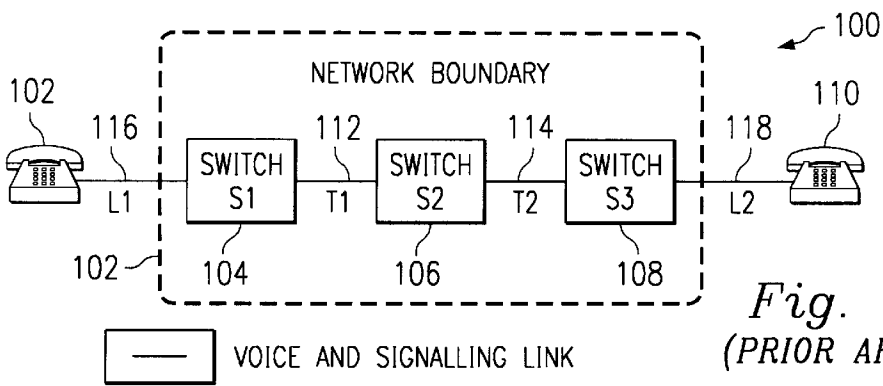 100
NETWORK BOUNDARY
102
116
112
114
118
110
SWITCH
S1
SWITCH
S2
SWITCH
S3
L1
T1
T2
L2
102
104
106
108
Fig.
(PRIOR
VOICE AND SIGNALLING LINK